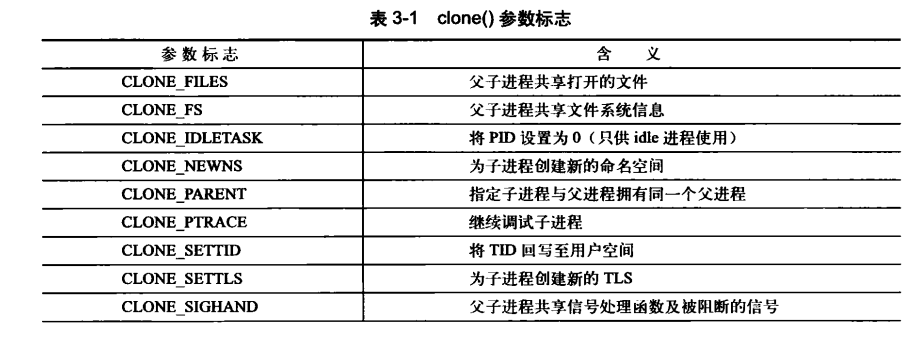 表 3-1 clone() 参数标志
参数标志 含 义
CLONE_FILES 父子进程共享打开的文件
CLONE_FS 父子进程共享文件系统信息
CLONE_IDLETASK 将 PID 设置为 0（只供 idle 进程使用）
CLONE_NEWNS 为子进程创建新的命名空间
CLONE_PARENT 指定子进程与父进程拥有同一个父进程
CLONE_PTRACE 继续调试子进程
CLONE_SETTID 将 TID 回写至用户空间
CLONE_SETTLS 为子进程创建新的 TLS
CLONE_SIGHAND 父子进程共享信号处理函数及被阻断的信号